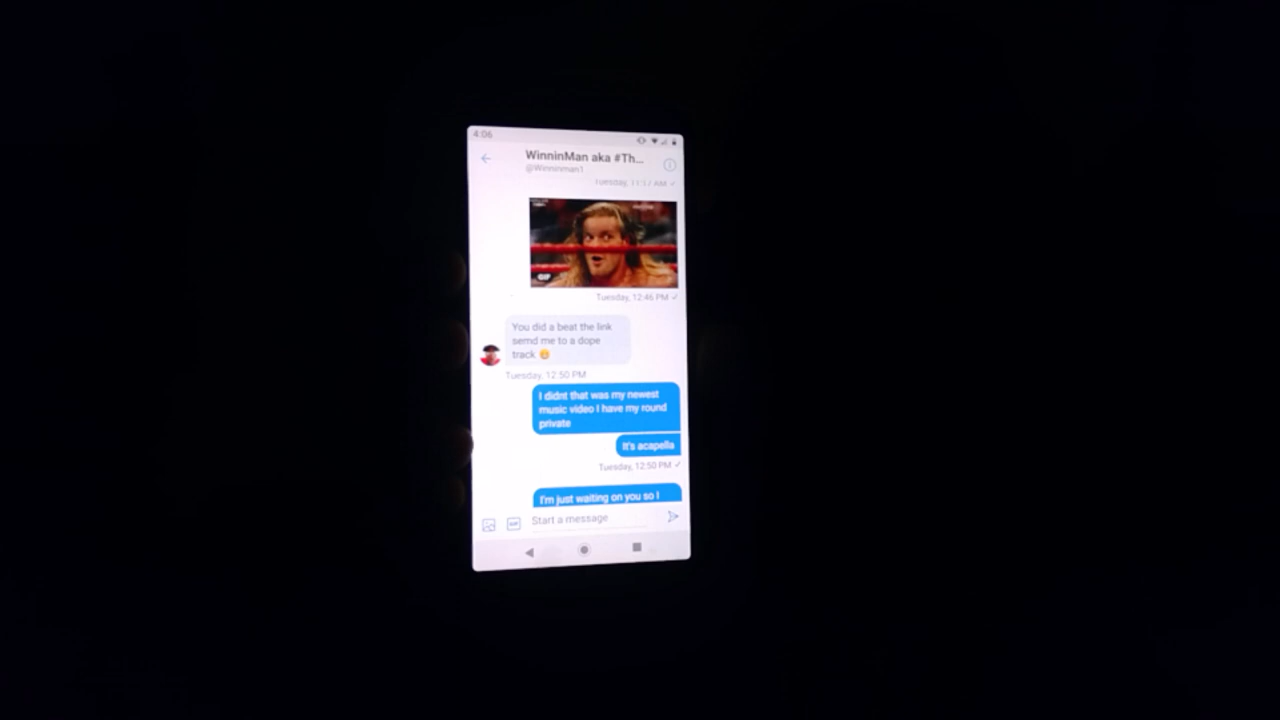 4:06
WinninMan aka #Th...
@Winninman1
Tuesday, 11:17 AM ✓
GIF
Tuesday, 12:46 PM ✓
You did a beat the link
semd me to a dope
track 😊
Tuesday, 12:50 PM
I didnt that was my newest
music video I have my round
private
It's acapella
Tuesday, 12:50 PM ✓
I'm just waiting on you so I
GIF
Start a message